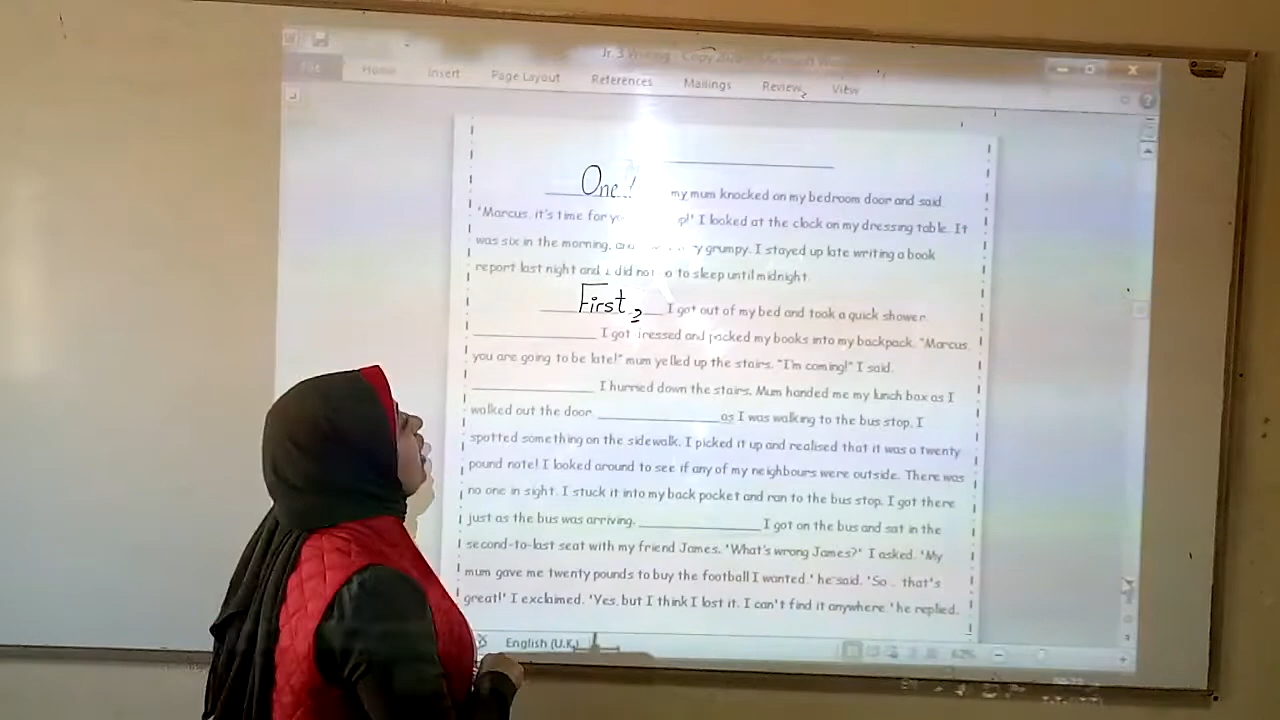 Jr. 3 Writing - Copy
File Home Insert Page Layout References Mailings Review View
One my mum knocked on my bedroom door and said
'Marcus, it's time for I looked at the clock on my dressing table. It
was six in the morning, grumpy. I stayed up late writing a book
report last night and I did not to sleep until midnight.
First, I got out of my bed and took a quick shower.
I got dressed and packed my books into my backpack. "Marcus
you are going to be late!" mum yelled up the stairs. "I'm coming!" I said.
I hurried down the stairs. Mum handed me my lunch box as I
walked out the door. as I was walking to the bus stop, I
spotted something on the sidewalk. I picked it up and realised that it was a twenty
pound note! I looked around to see if any of my neighbours were outside. There was
no one in sight. I stuck it into my back pocket and ran to the bus stop. I got there
just as the bus was arriving. I got on the bus and sat in the
second-to-last seat with my friend James. 'What's wrong James?' I asked. 'My
mum gave me twenty pounds to buy the football I wanted.' he said. 'So .. that's
great!' I exclaimed. 'Yes, but I think I lost it. I can't find it anywhere.' he replied.
English (U.K.)